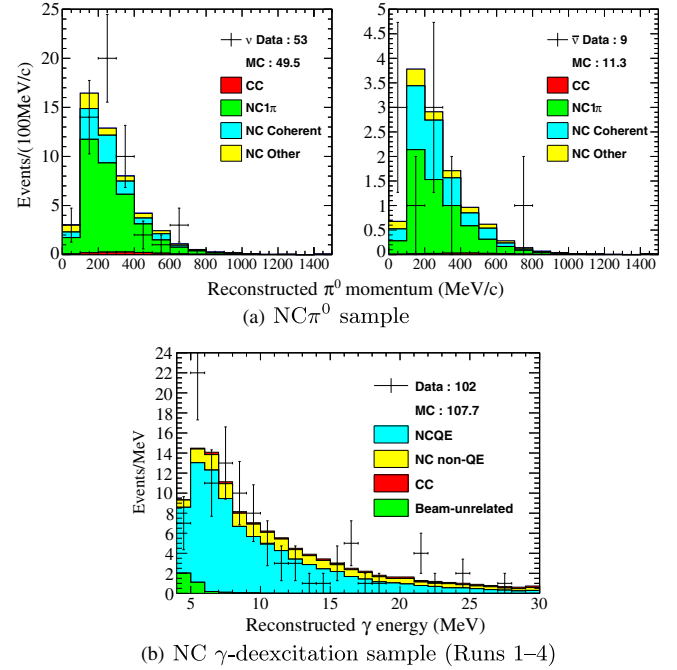 Events/(100MeV/c)
25
20
15
10
5
0
ν Data : 53
MC : 49.5
CC
NC1π
NC Coherent
NC Other
0 200 400 600 800 1000 1200 1400
5
4.5
4
3.5
3
2.5
2
1.5
1
0.5
0
ν̅ Data : 9
MC : 11.3
CC
NC1π
NC Coherent
NC Other
0 200 400 600 800 1000 1200 1400
Reconstructed π⁰ momentum (MeV/c)
(a) NCπ⁰ sample
Events/MeV
24
22
20
18
16
14
12
10
8
6
4
2
0
Data : 102
MC : 107.7
NCQE
NC non-QE
CC
Beam-unrelated
5 10 15 20 25 30
Reconstructed γ energy (MeV)
(b) NC γ-deexcitation sample (Runs 1–4)